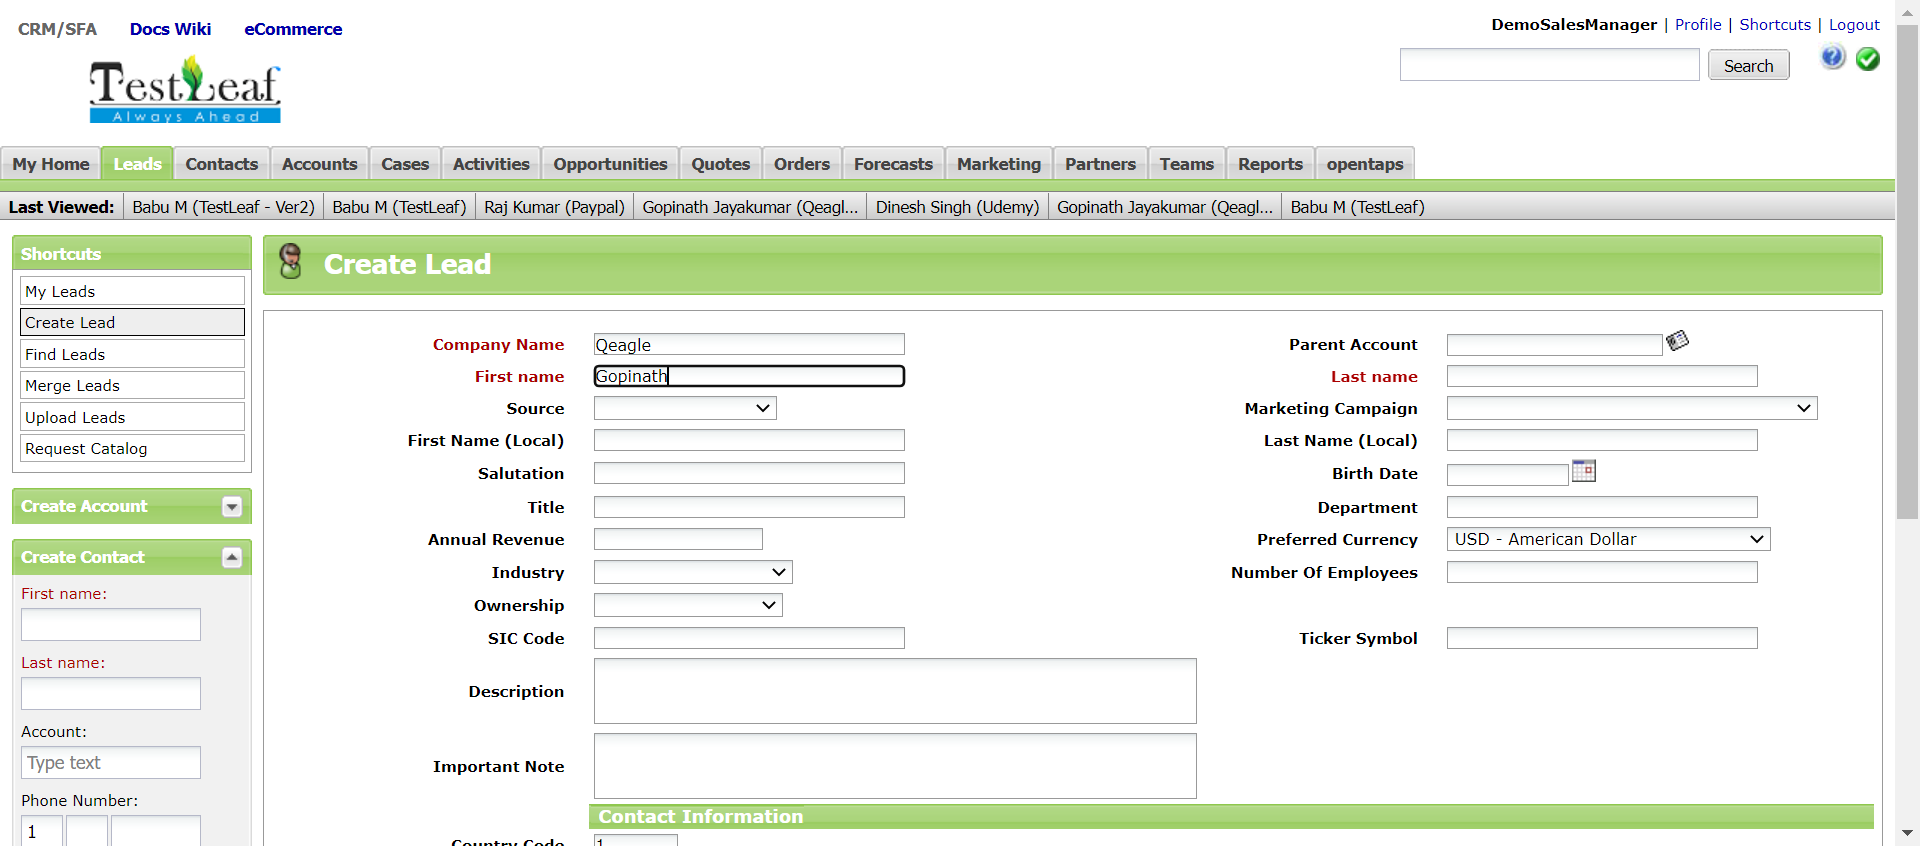 CRM/SFA Docs Wiki eCommerce
DemoSalesManager | Profile | Shortcuts | Logout
Search
TestLeaf
Always Ahead
My Home Leads Contacts Accounts Cases Activities Opportunities Quotes Orders Forecasts Marketing Partners Teams Reports opentaps
Last Viewed: Babu M (TestLeaf - Ver2) Babu M (TestLeaf) Raj Kumar (Paypal) Gopinath Jayakumar (Qeagl... Dinesh Singh (Udemy) Gopinath Jayakumar (Qeagl... Babu M (TestLeaf)
Shortcuts
My Leads
Create Lead
Find Leads
Merge Leads
Upload Leads
Request Catalog
Create Account
Create Contact
First name:
Last name:
Account:
Type text
Phone Number:
1
Create Lead
Company Name Qeagle Parent Account
First name Gopinath Last name
Source Marketing Campaign
First Name (Local) Last Name (Local)
Salutation Birth Date
Title Department
Annual Revenue Preferred Currency USD - American Dollar
Industry Number Of Employees
Ownership
SIC Code Ticker Symbol
Description
Important Note
Contact Information
Country Code 1